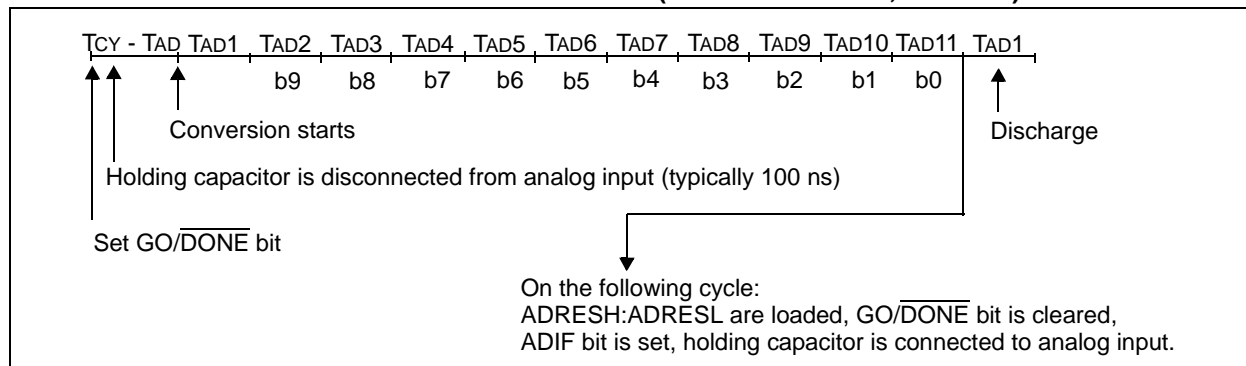 TCY - TAD TAD1 TAD2 TAD3 TAD4 TAD5 TAD6 TAD7 TAD8 TAD9 TAD10 TAD11 TAD1
b9 b8 b7 b6 b5 b4 b3 b2 b1 b0
Conversion starts
Discharge
Holding capacitor is disconnected from analog input (typically 100 ns)
Set GO/DONE bit
On the following cycle:
ADRESH:ADRESL are loaded, GO/DONE bit is cleared,
ADIF bit is set, holding capacitor is connected to analog input.